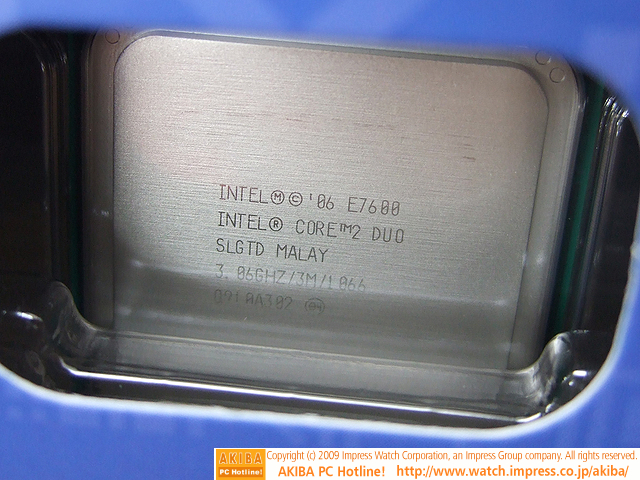 INTELⓂ©'06 E7600
INTEL® CORE™2 DUO
SLGTD MALAY
3.06GHZ/3M/1066
AKIBA
PC Hotline!
Copyright (c) 2009 Impress Watch Corporation, an Impress Group company. All rights reserved.
AKIBA PC Hotline! http://www.watch.impress.co.jp/akiba/